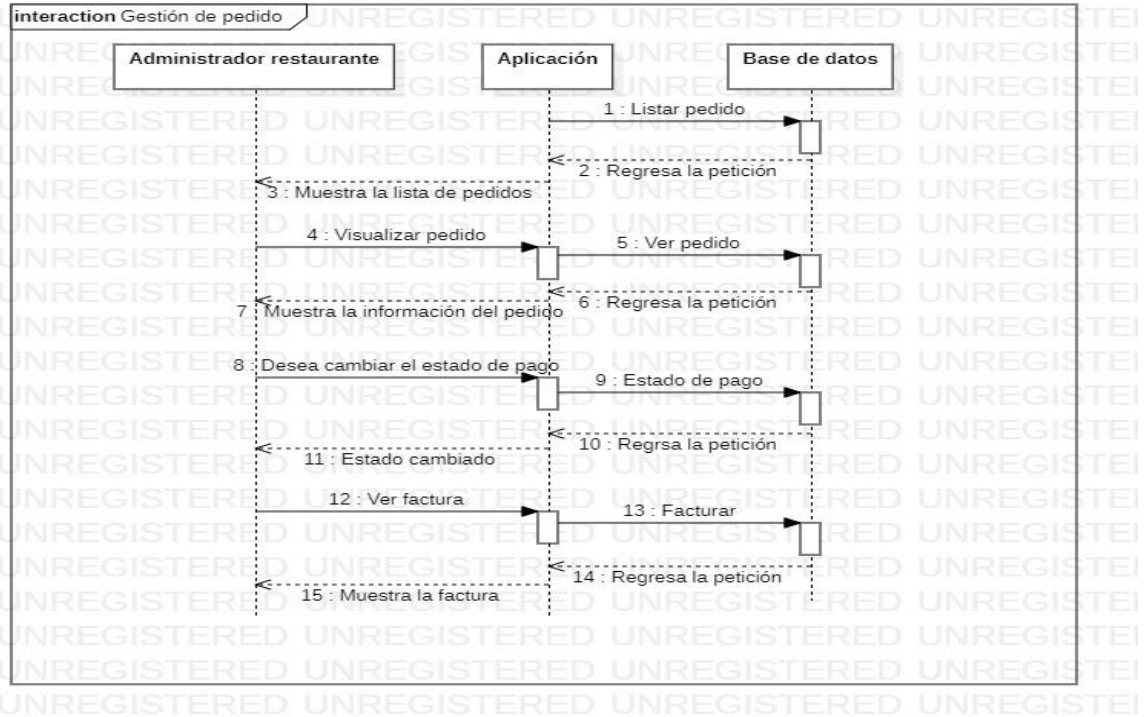 interaction Gestión de pedido
Administrador restaurante
Aplicación
Base de datos
1 : Listar pedido
2 : Regresa la petición
3 : Muestra la lista de pedidos
4 : Visualizar pedido
5 : Ver pedido
6 : Regresa la petición
7 : Muestra la información del pedido
8 : Desea cambiar el estado de pago
9 : Estado de pago
10 : Regrsa la petición
11 : Estado cambiado
12 : Ver factura
13 : Facturar
14 : Regresa la petición
15 : Muestra la factura
UNREGISTERED